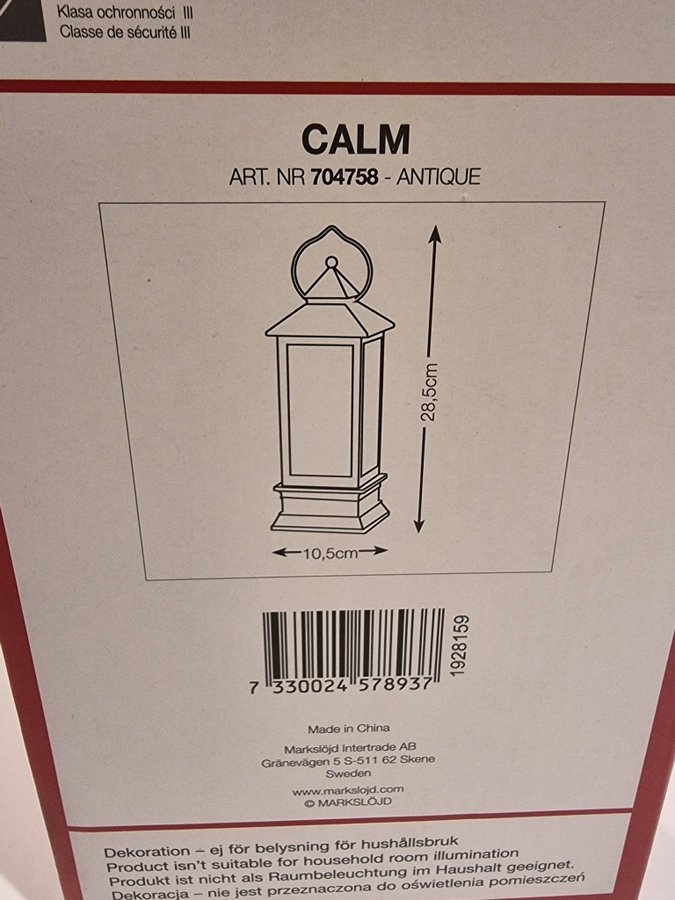 Klasa ochronności III
Classe de sécurité III
CALM
ART. NR 704758 - ANTIQUE
28,5cm
10,5cm
1928159
7 330024 578937
Made in China
Markslöjd Intertrade AB
Gränevägen 5 S-511 62 Skene
Sweden
www.markslojd.com
© MARKSLÖJD
Dekoration – ej för belysning för hushållsbruk
Product isn't suitable for household room illumination
Produkt ist nicht als Raumbeleuchtung im Haushalt geeignet.
Dekoracja – nie jest przeznaczona do oświetlenia pomieszczeń